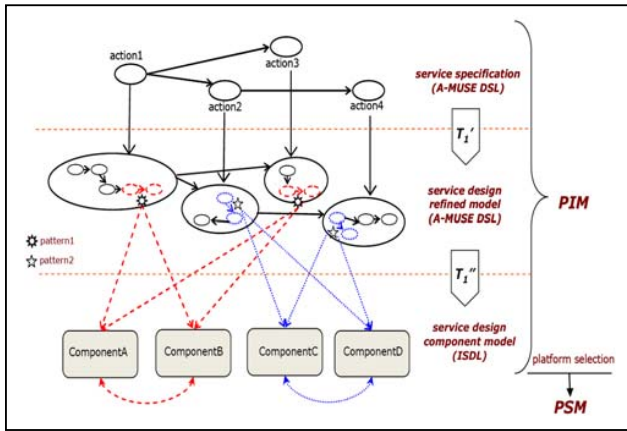 action1
action3
action2
action4
service specification
(A-MUSE DSL)
T₁'
service design
refined model
(A-MUSE DSL)
PIM
pattern1
pattern2
T₁''
ComponentA
ComponentB
ComponentC
ComponentD
service design
component model
(ISDL)
platform selection
PSM